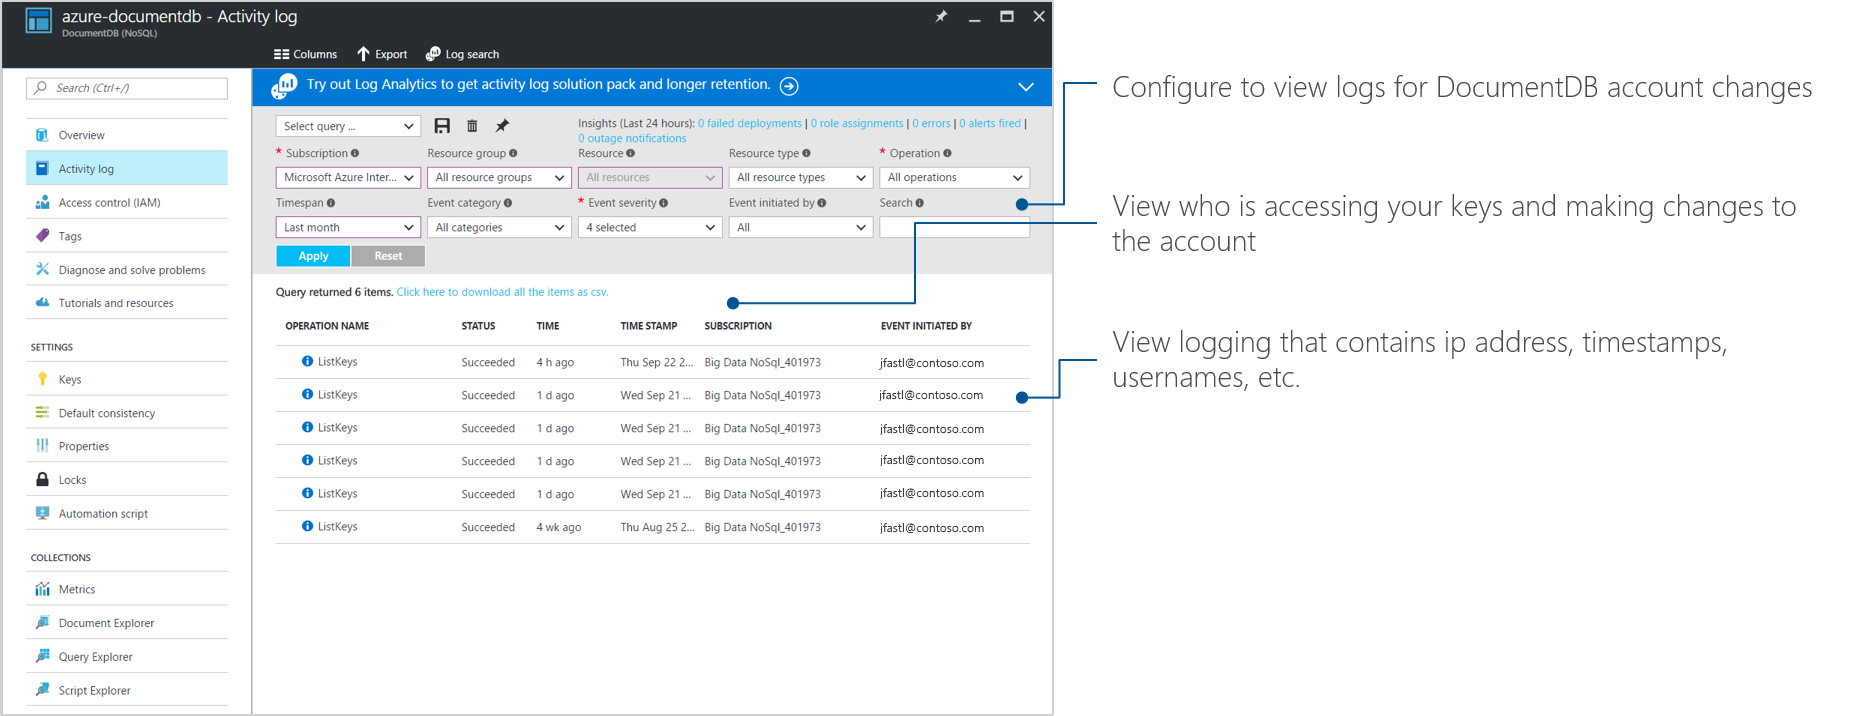 azure-documentdb - Activity log
DocumentDB (NoSQL)
Columns Export Log search
Search (Ctrl+/)
Overview
Activity log
Access control (IAM)
Tags
Diagnose and solve problems
Tutorials and resources
SETTINGS
Keys
Default consistency
Properties
Locks
Automation script
COLLECTIONS
Metrics
Document Explorer
Query Explorer
Script Explorer
Try out Log Analytics to get activity log solution pack and longer retention.
Select query ...
Insights (Last 24 hours): 0 failed deployments | 0 role assignments | 0 errors | 0 alerts fired |
0 outage notifications
* Subscription Resource group Resource Resource type * Operation
Microsoft Azure Inter... All resource groups All resources All resource types All operations
Timespan Event category * Event severity Event initiated by Search
Last month All categories 4 selected All
Apply Reset
Query returned 6 items. Click here to download all the items as csv.
OPERATION NAME STATUS TIME TIME STAMP SUBSCRIPTION EVENT INITIATED BY
ListKeys Succeeded 4 h ago Thu Sep 22 2... Big Data NoSql_401973 jfastl@contoso.com
ListKeys Succeeded 1 d ago Wed Sep 21 ... Big Data NoSql_401973 jfastl@contoso.com
ListKeys Succeeded 1 d ago Wed Sep 21 ... Big Data NoSql_401973 jfastl@contoso.com
ListKeys Succeeded 1 d ago Wed Sep 21 ... Big Data NoSql_401973 jfastl@contoso.com
ListKeys Succeeded 1 d ago Wed Sep 21 ... Big Data NoSql_401973 jfastl@contoso.com
ListKeys Succeeded 4 wk ago Thu Aug 25 2... Big Data NoSql_401973 jfastl@contoso.com
Configure to view logs for DocumentDB account changes
View who is accessing your keys and making changes to
the account
View logging that contains ip address, timestamps,
usernames, etc.